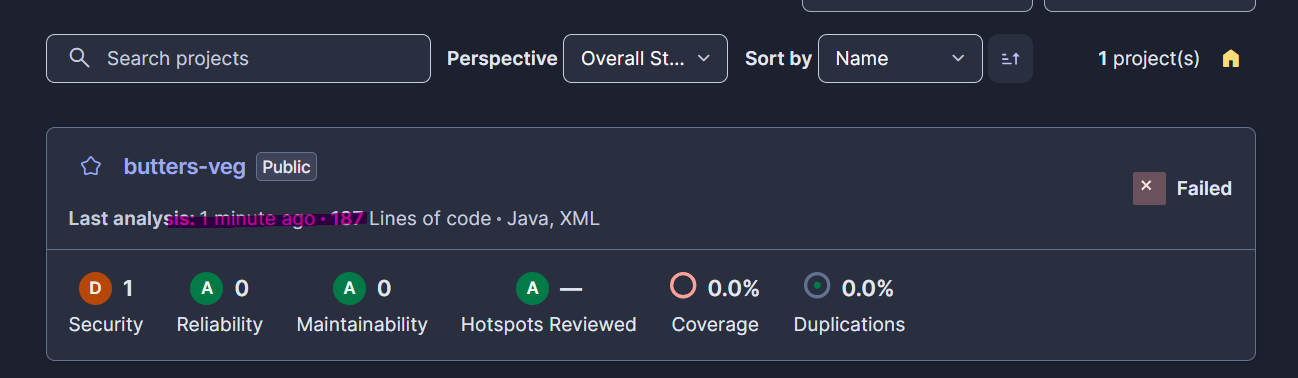 Search projects Perspective Overall St... Sort by Name 1 project(s)
butters-veg Public
Failed
Last analysis: 1 minute ago • 187 Lines of code • Java, XML
D 1 A 0 A 0 A — 0.0% 0.0%
Security Reliability Maintainability Hotspots Reviewed Coverage Duplications